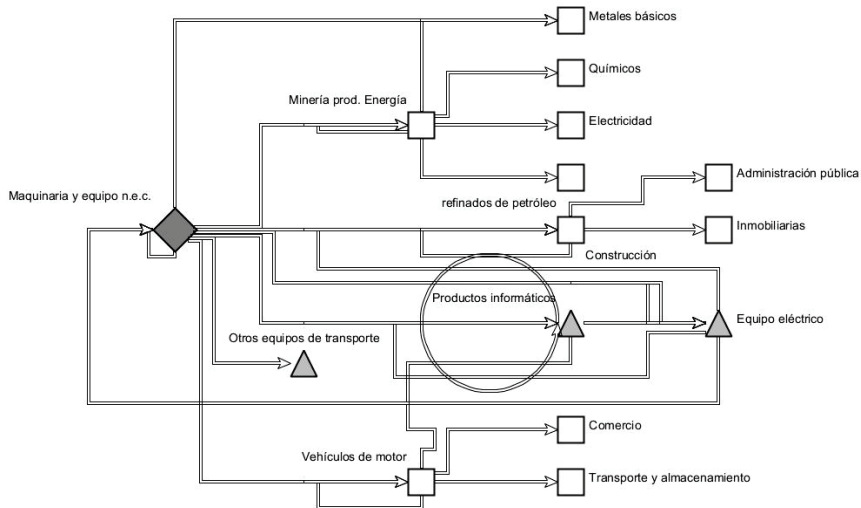 Metales básicos
Químicos
Minería prod. Energía
Electricidad
Administración pública
Maquinaria y equipo n.e.c.
refinados de petróleo
Inmobiliarias
Construcción
Productos informáticos
Equipo eléctrico
Otros equipos de transporte
Comercio
Vehículos de motor
Transporte y almacenamiento